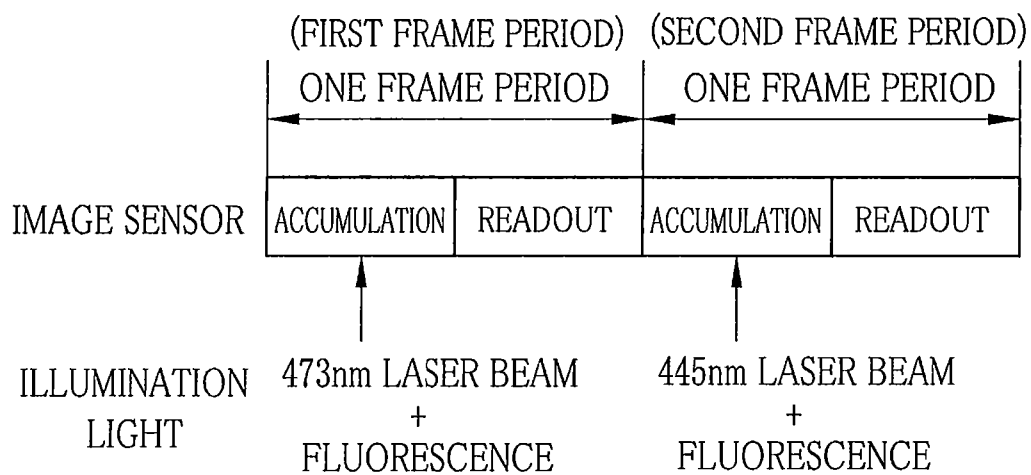 (FIRST FRAME PERIOD) (SECOND FRAME PERIOD)
ONE FRAME PERIOD ONE FRAME PERIOD
IMAGE SENSOR ACCUMULATION READOUT ACCUMULATION READOUT
ILLUMINATION LIGHT
473nm LASER BEAM
+
FLUORESCENCE
445nm LASER BEAM
+
FLUORESCENCE